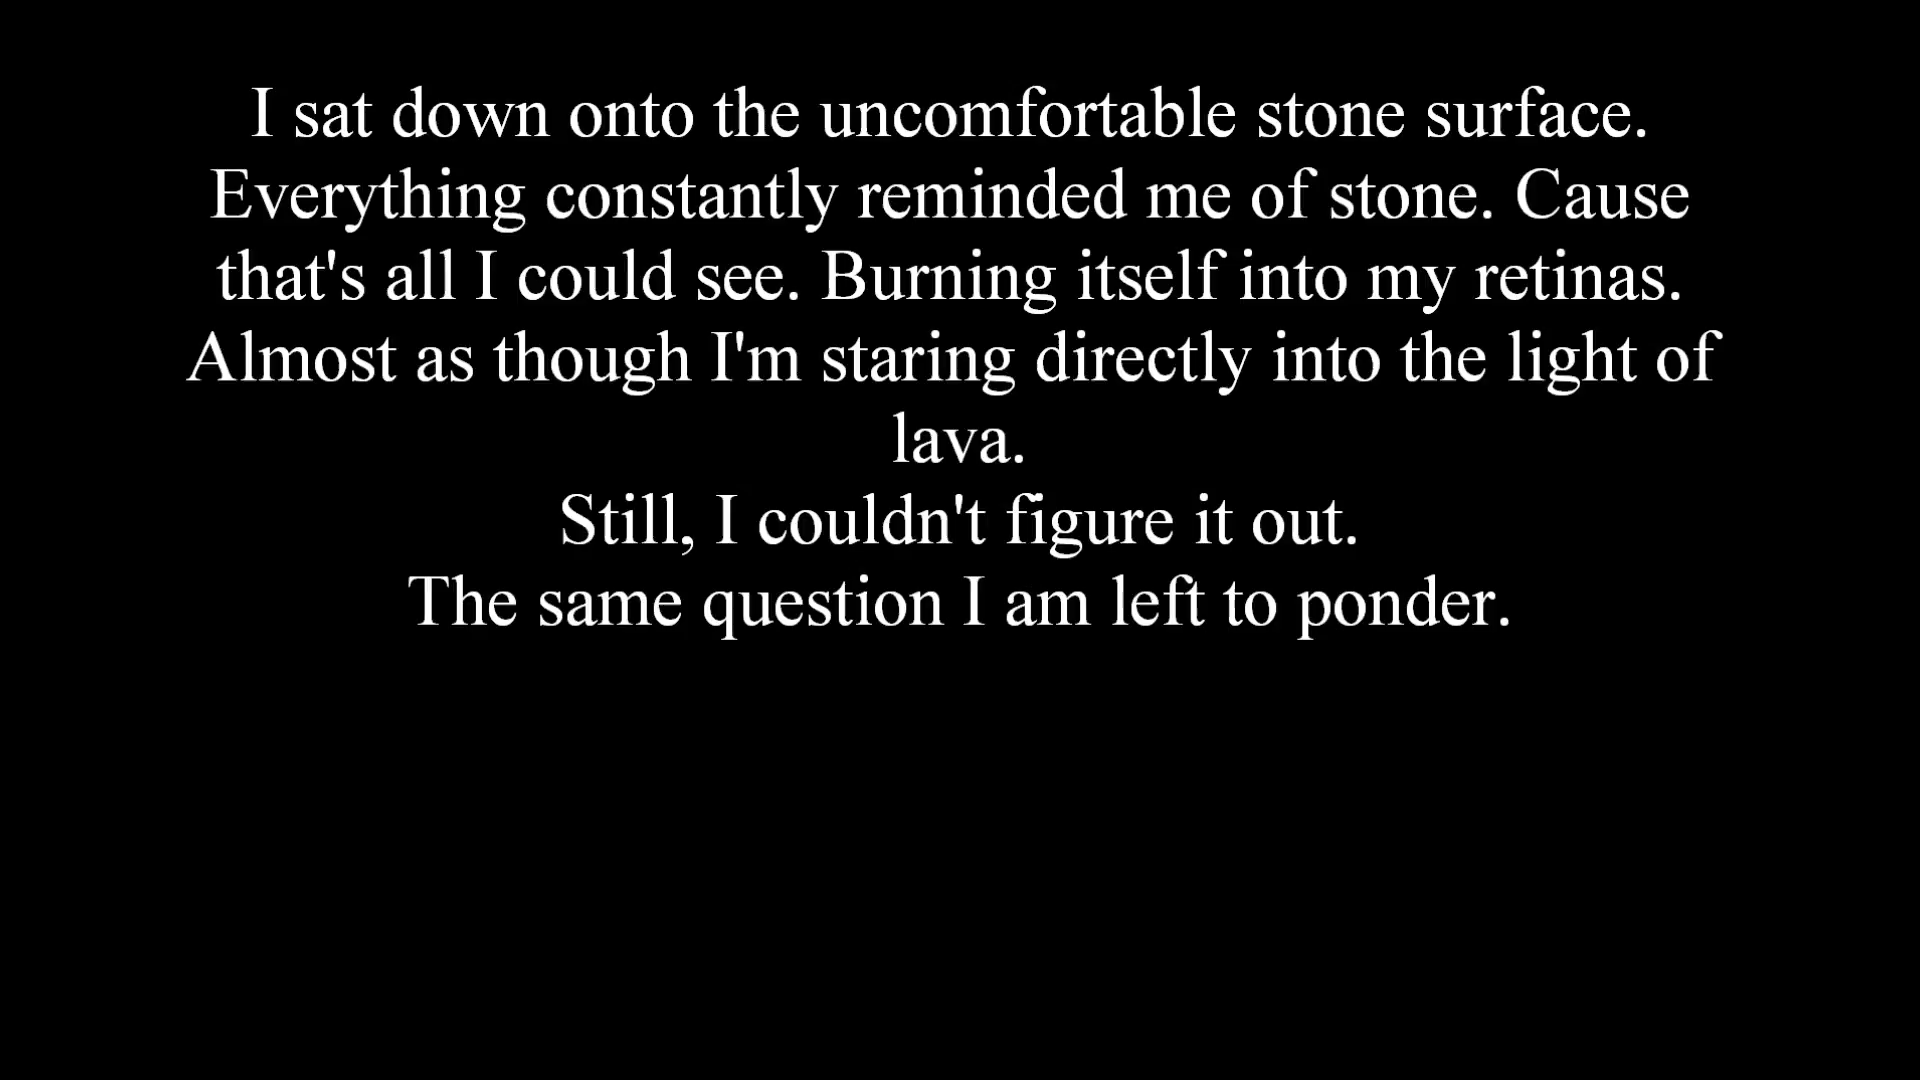 I sat down onto the uncomfortable stone surface.
Everything constantly reminded me of stone. Cause
that's all I could see. Burning itself into my retinas.
Almost as though I'm staring directly into the light of
lava.
Still, I couldn't figure it out.
The same question I am left to ponder.